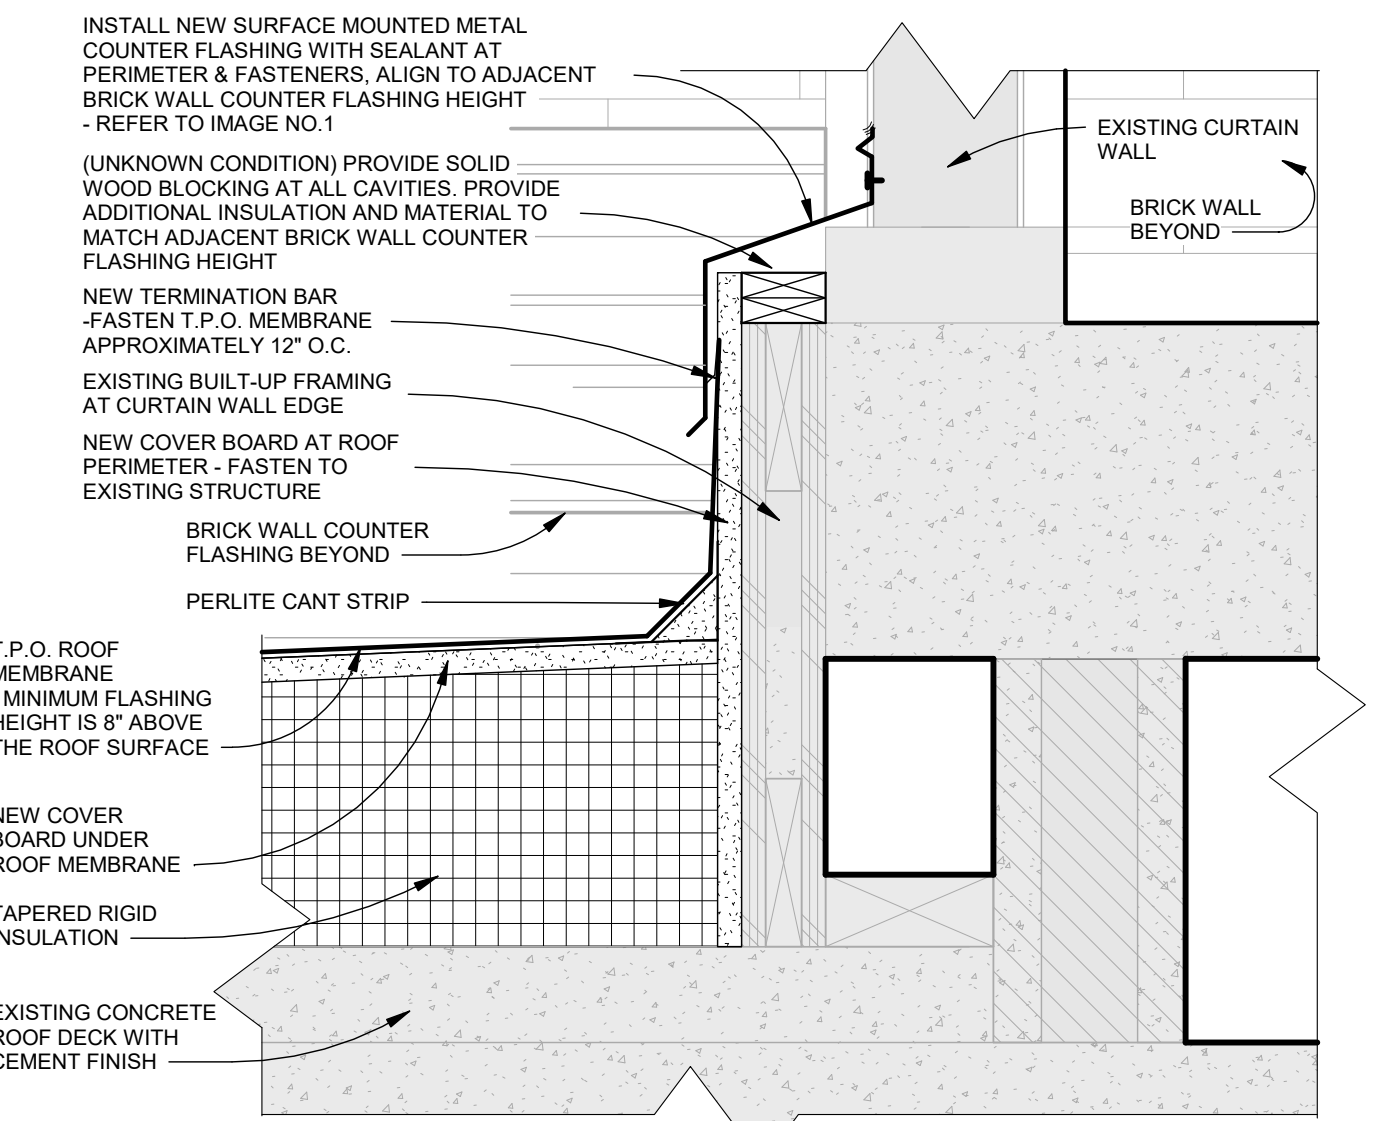 INSTALL NEW SURFACE MOUNTED METAL
COUNTER FLASHING WITH SEALANT AT
PERIMETER & FASTENERS, ALIGN TO ADJACENT
BRICK WALL COUNTER FLASHING HEIGHT
- REFER TO IMAGE NO.1
(UNKNOWN CONDITION) PROVIDE SOLID
WOOD BLOCKING AT ALL CAVITIES. PROVIDE
ADDITIONAL INSULATION AND MATERIAL TO
MATCH ADJACENT BRICK WALL COUNTER
FLASHING HEIGHT
NEW TERMINATION BAR
-FASTEN T.P.O. MEMBRANE
APPROXIMATELY 12" O.C.
EXISTING BUILT-UP FRAMING
AT CURTAIN WALL EDGE
NEW COVER BOARD AT ROOF
PERIMETER - FASTEN TO
EXISTING STRUCTURE
BRICK WALL COUNTER
FLASHING BEYOND
PERLITE CANT STRIP
T.P.O. ROOF
MEMBRANE
MINIMUM FLASHING
HEIGHT IS 8" ABOVE
THE ROOF SURFACE
NEW COVER
BOARD UNDER
ROOF MEMBRANE
TAPERED RIGID
INSULATION
EXISTING CONCRETE
ROOF DECK WITH
CEMENT FINISH
EXISTING CURTAIN
WALL
BRICK WALL
BEYOND